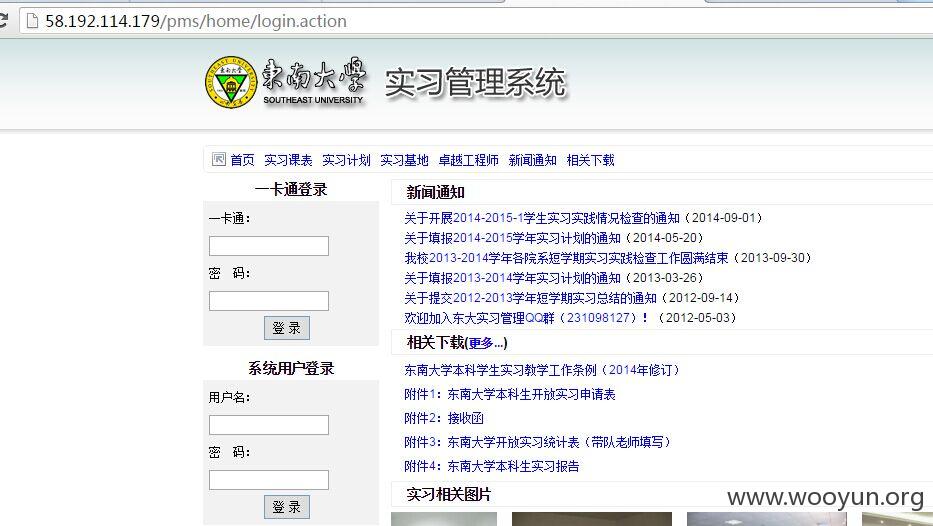 58.192.114.179/pms/home/login.action
東南大學 实习管理系统
SOUTHEAST UNIVERSITY
首页 实习课表 实习计划 实习基地 卓越工程师 新闻通知 相关下载
一卡通登录
一卡通：
密 码：
登 录
系统用户登录
用户名：
密 码：
登 录
新闻通知
关于开展2014-2015-1学生实习实践情况检查的通知（2014-09-01）
关于填报2014-2015学年实习计划的通知（2014-05-20）
我校2013-2014学年各院系短学期实习实践检查工作圆满结束（2013-09-30）
关于填报2013-2014学年实习计划的通知（2013-03-26）
关于提交2012-2013学年短学期实习总结的通知（2012-09-14）
欢迎加入东大实习管理QQ群（231098127）！（2012-05-03）
相关下载(更多...)
东南大学本科学生实习教学工作条例（2014年修订）
附件1：东南大学本科生开放实习申请表
附件2：接收函
附件3：东南大学开放实习统计表（带队老师填写）
附件4：东南大学本科生实习报告
实习相关图片
www.wooyun.org